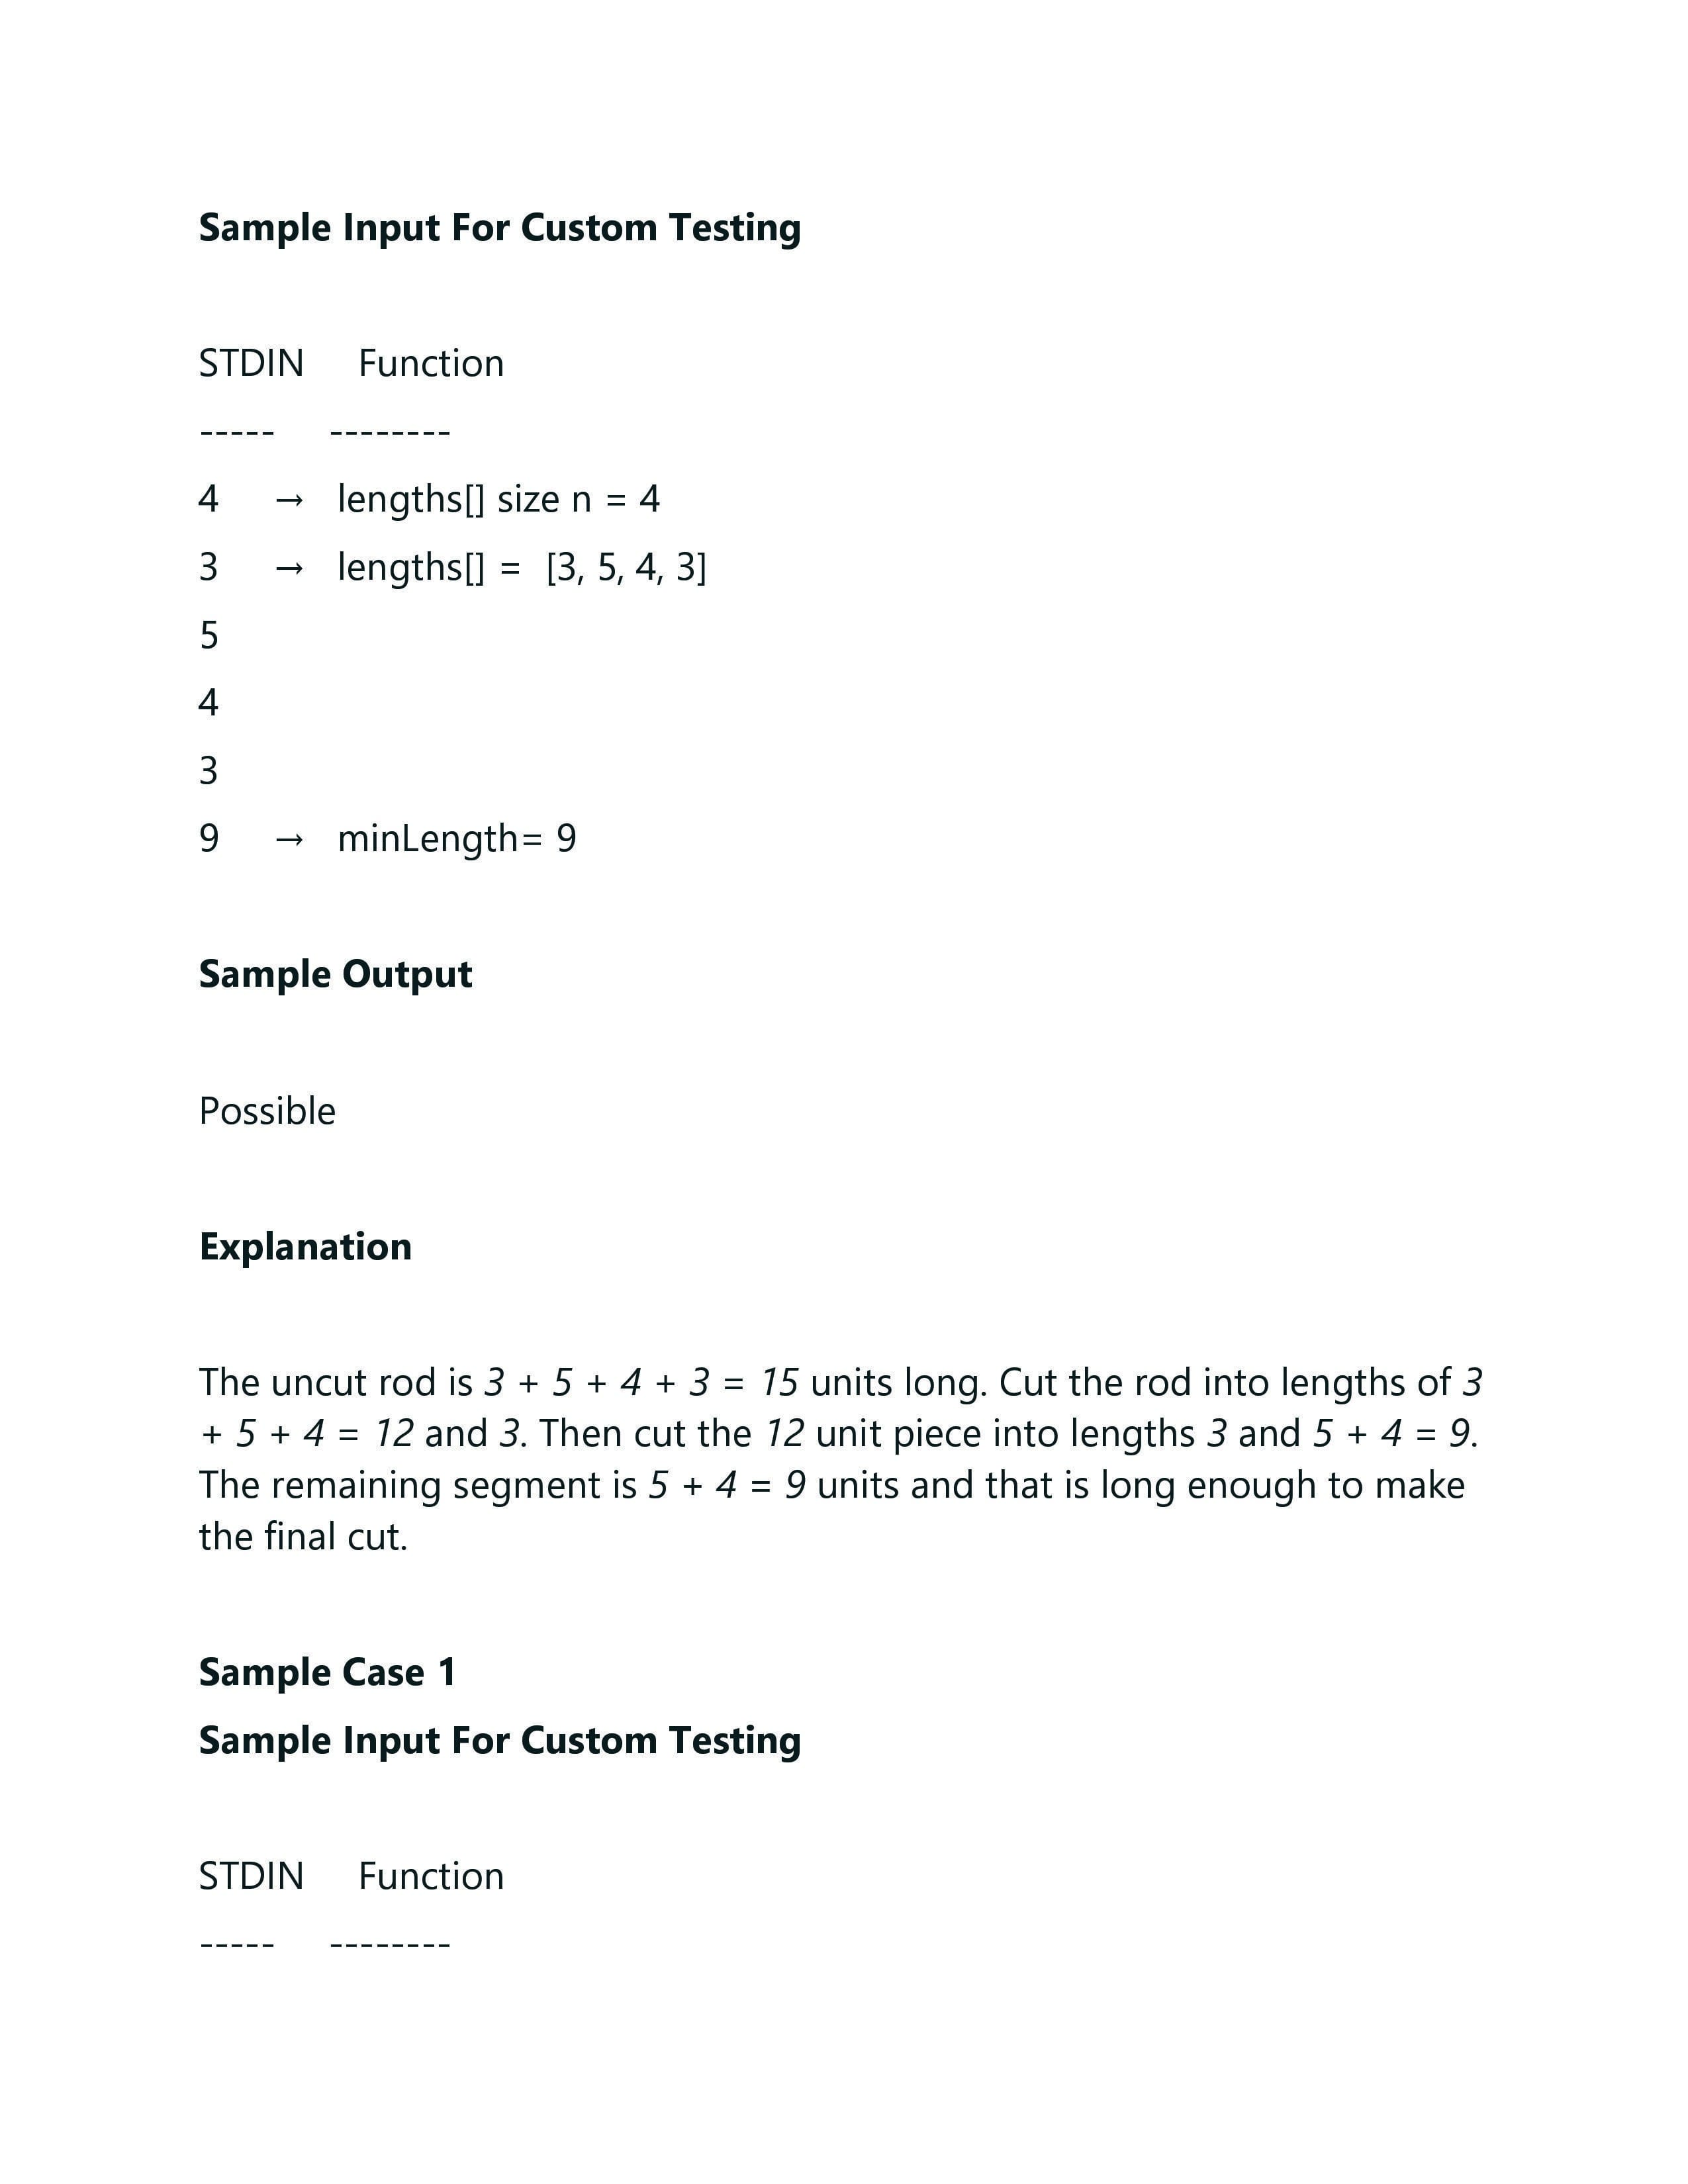 Sample Input For Custom Testing
STDIN Function
----- --------
4 → lengths[] size n = 4
3 → lengths[] = [3, 5, 4, 3]
5
4
3
9 → minLength= 9
Sample Output
Possible
Explanation
The uncut rod is 3 + 5 + 4 + 3 = 15 units long. Cut the rod into lengths of 3
+ 5 + 4 = 12 and 3. Then cut the 12 unit piece into lengths 3 and 5 + 4 = 9.
The remaining segment is 5 + 4 = 9 units and that is long enough to make
the final cut.
Sample Case 1
Sample Input For Custom Testing
STDIN Function
----- --------